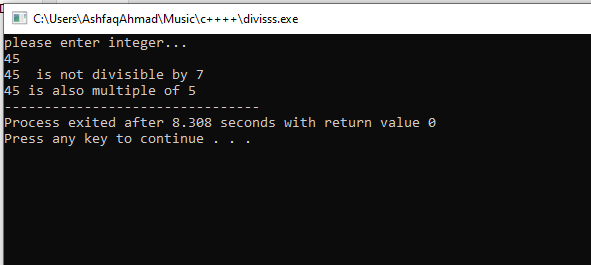 C:\Users\AshfaqAhmad\Music\c++++\divisss.exe
please enter integer...
45
45  is not divisible by 7
45 is also multiple of 5
--------------------------------
Process exited after 8.308 seconds with return value 0
Press any key to continue . . .